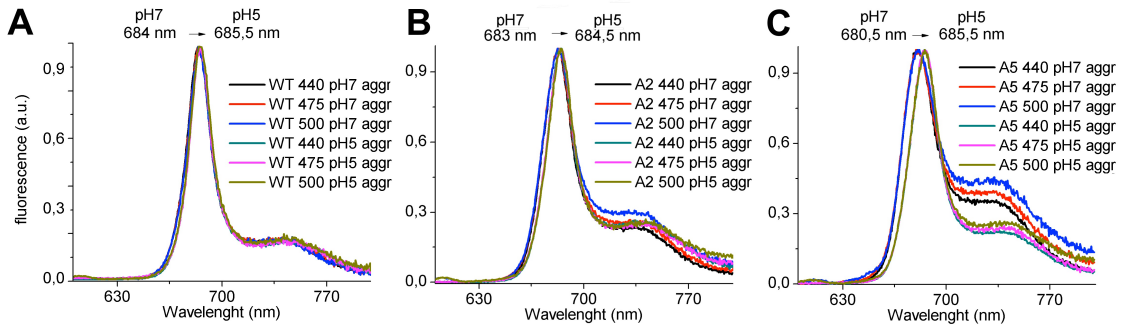 A
pH7 pH5
684 nm → 685,5 nm
0.9
0.6
0.3
0.0
fluorescence (a.u.)
WT 440 pH7 aggr
WT 475 pH7 aggr
WT 500 pH7 aggr
WT 440 pH5 aggr
WT 475 pH5 aggr
WT 500 pH5 aggr
630 700 770
Wavelenght (nm)
B
pH7 pH5
683 nm → 684,5 nm
0.9
0.6
0.3
0.0
A2 440 pH7 aggr
A2 475 pH7 aggr
A2 500 pH7 aggr
A2 440 pH5 aggr
A2 475 pH5 aggr
A2 500 pH5 aggr
630 700 770
Wavelenght (nm)
C
pH7 pH5
680,5 nm → 685,5 nm
0.9
0.6
0.3
0.0
A5 440 pH7 aggr
A5 475 pH7 aggr
A5 500 pH7 aggr
A5 440 pH5 aggr
A5 475 pH5 aggr
A5 500 pH5 aggr
630 700 770
Wavelenght (nm)